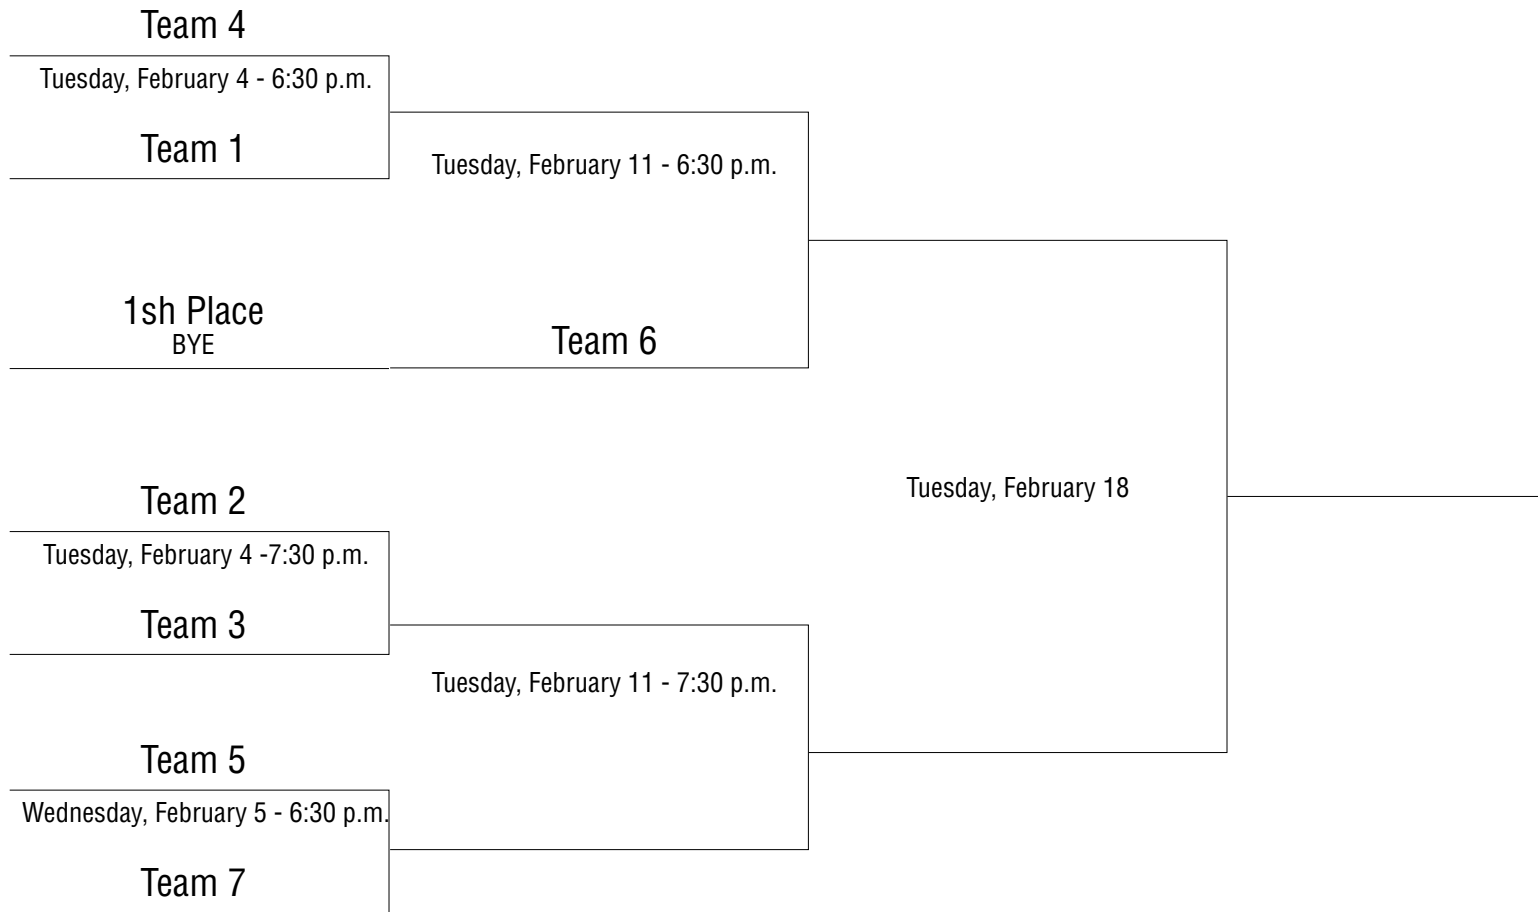 Team 4
Tuesday, February 4 - 6:30 p.m.
Team 1
Tuesday, February 11 - 6:30 p.m.
1sh Place
BYE
Team 6
Tuesday, February 18
Team 2
Tuesday, February 4 -7:30 p.m.
Team 3
Tuesday, February 11 - 7:30 p.m.
Team 5
Wednesday, February 5 - 6:30 p.m.
Team 7